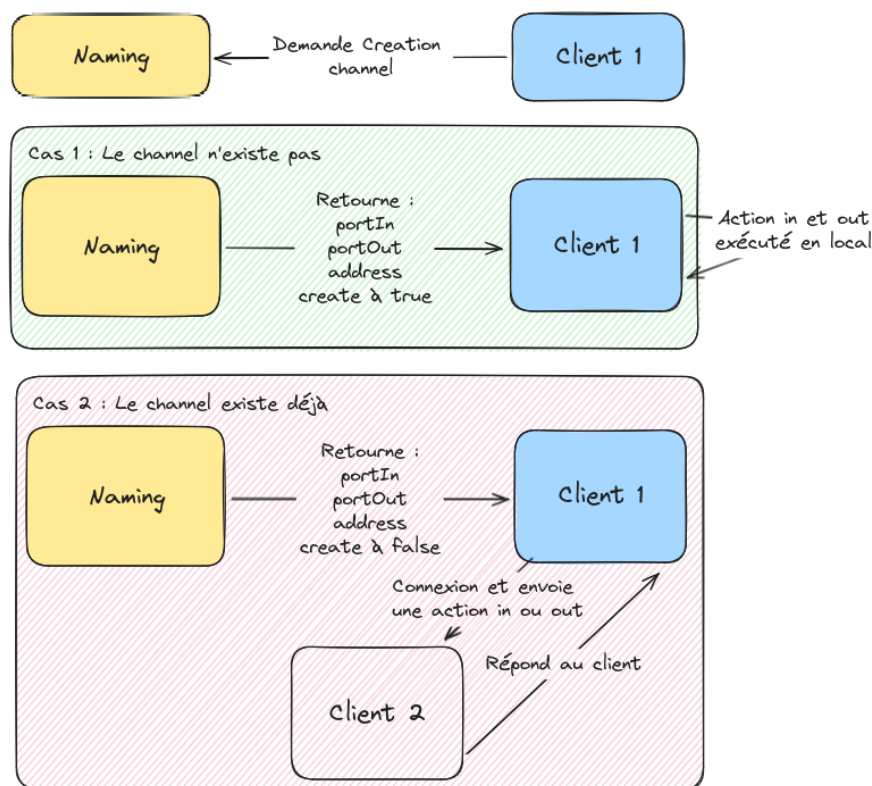 Naming
Demande Creation
channel
Client 1
Cas 1 : Le channel n'existe pas
Naming
Retourne :
portIn
portOut
address
create à true
Client 1
Action in et out
exécuté en local
Cas 2 : Le channel existe déjà
Naming
Retourne :
portIn
portOut
address
create à false
Client 1
Connexion et envoie
une action in ou out
Répond au client
Client 2